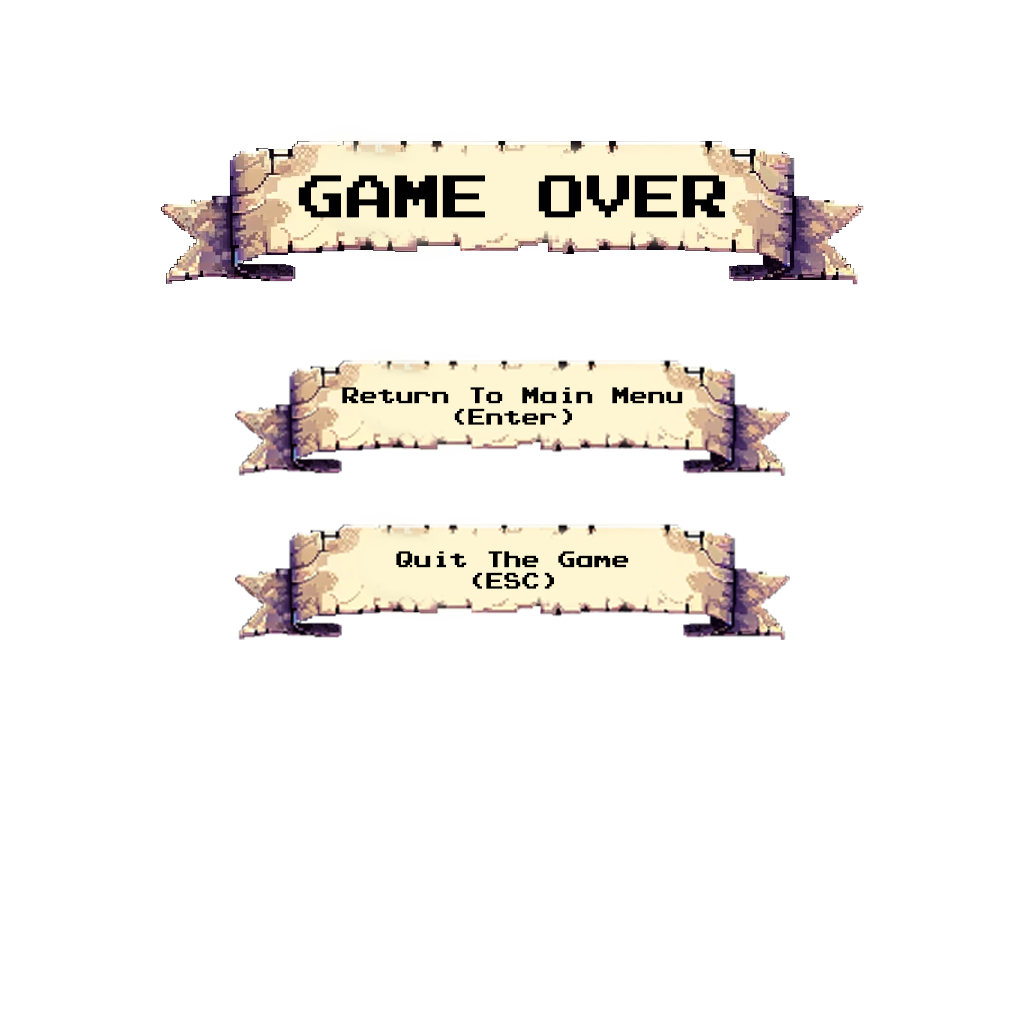 GAME OVER
Return To Main Menu
(Enter)
Quit The Game
(ESC)